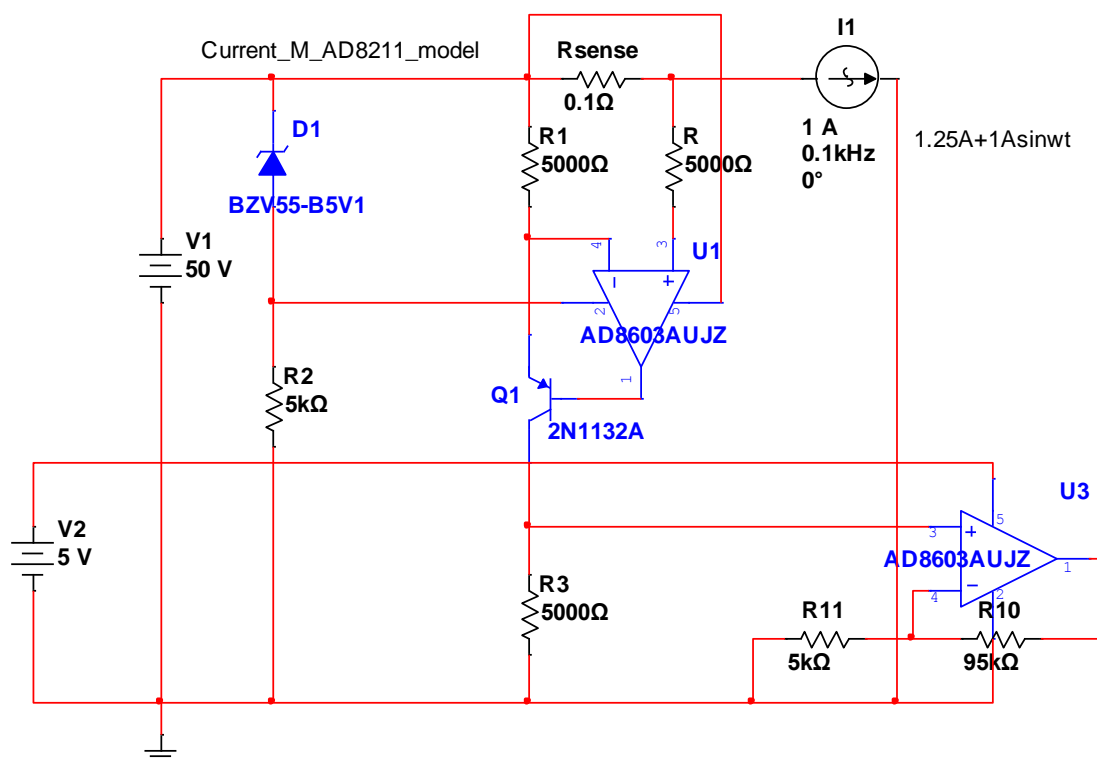 Current_M_AD8211_model
Rsense
0.1Ω
I1
1 A
0.1kHz
0°
1.25A+1Asinwt
D1
BZV55-B5V1
R1
5000Ω
R
5000Ω
V1
50 V
4
3
U1
2
5
AD8603AUJZ
1
R2
5kΩ
Q1
2N1132A
V2
5 V
U3
5
3
AD8603AUJZ
1
4
2
R3
5000Ω
R11
5kΩ
R10
95kΩ